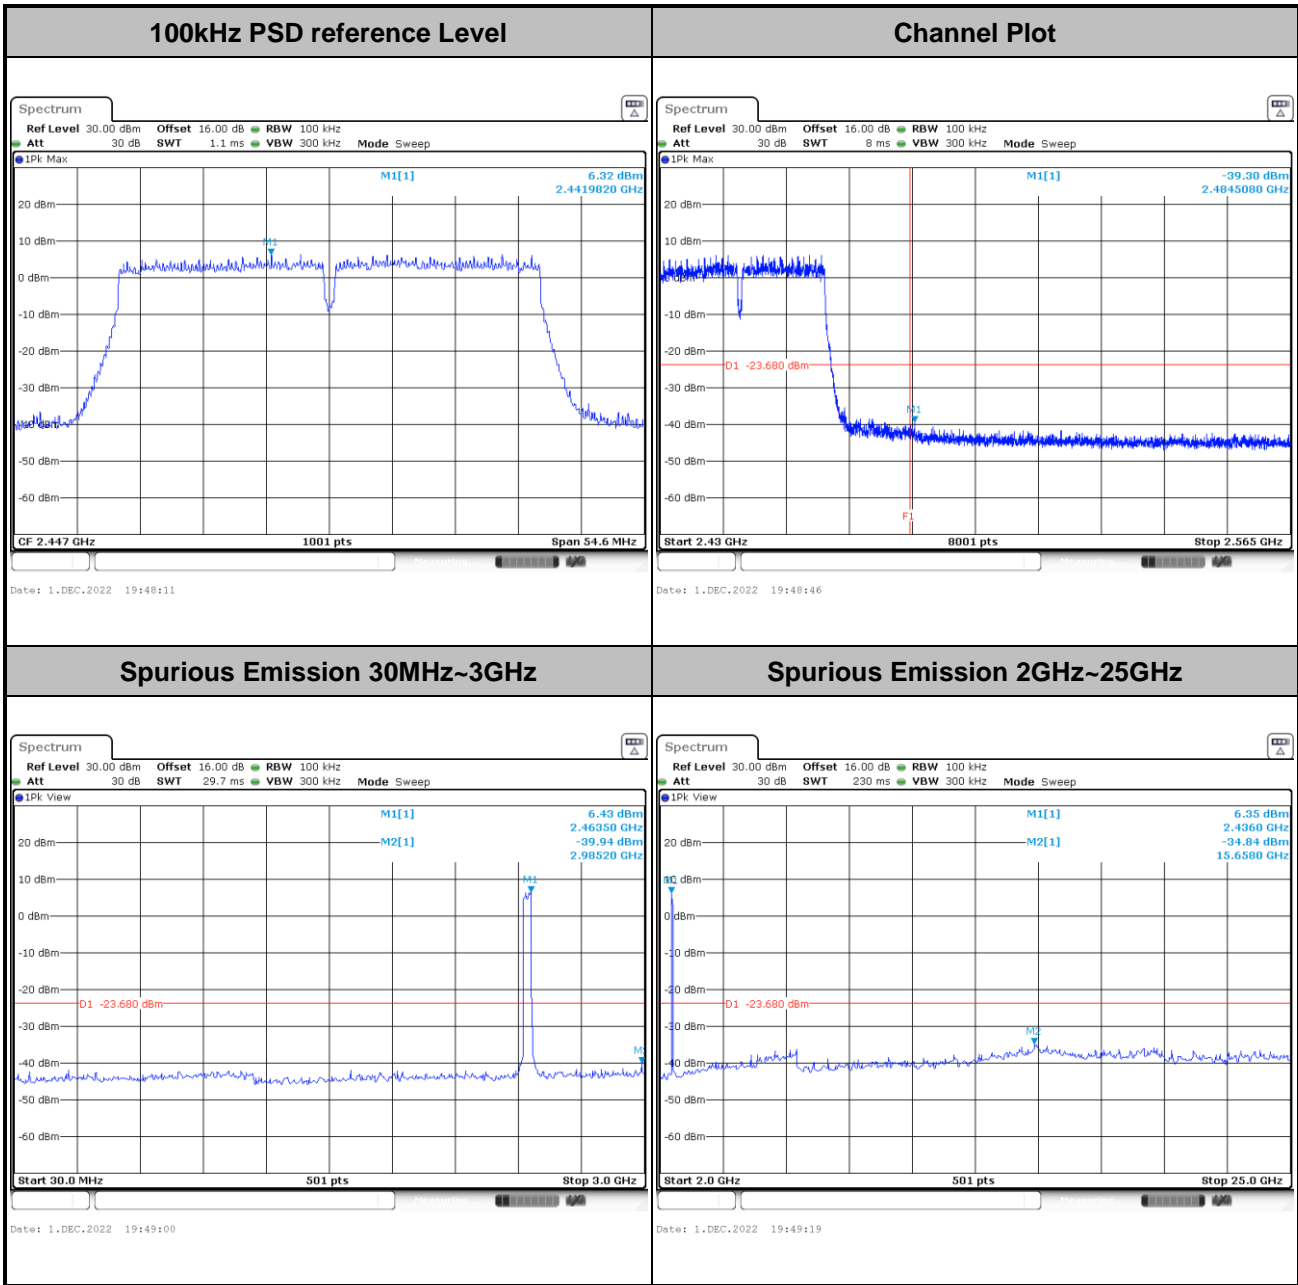 100kHz PSD reference Level
Channel Plot
Spectrum
Ref Level 30.00 dBm Offset 16.00 dB RBW 100 kHz
Att 30 dB SWT 1.1 ms VBW 300 kHz Mode Sweep
1Pk Max
M1[1] 6.32 dBm
2.4419820 GHz
20 dBm
M1
10 dBm
0 dBm
-10 dBm
-20 dBm
-30 dBm
-50 dBm
-60 dBm
CF 2.447 GHz 1001 pts Span 54.6 MHz
Measuring...
Date: 1.DEC.2022 19:48:11
Spectrum
Ref Level 30.00 dBm Offset 16.00 dB RBW 100 kHz
Att 30 dB SWT 8 ms VBW 300 kHz Mode Sweep
1Pk Max
M1[1] -39.30 dBm
2.4845080 GHz
20 dBm
10 dBm
0 dBm
-10 dBm
-20 dBm
D1 -23.680 dBm
-30 dBm
M1
-40 dBm
-50 dBm
-60 dBm
F1
Start 2.43 GHz 8001 pts Stop 2.565 GHz
Measuring...
Date: 1.DEC.2022 19:48:46
Spurious Emission 30MHz~3GHz
Spurious Emission 2GHz~25GHz
Spectrum
Ref Level 30.00 dBm Offset 16.00 dB RBW 100 kHz
Att 30 dB SWT 29.7 ms VBW 300 kHz Mode Sweep
1Pk View
M1[1] 6.43 dBm
2.46350 GHz
M2[1] -39.94 dBm
2.98520 GHz
20 dBm
10 dBm
M1
0 dBm
-10 dBm
-20 dBm
D1 -23.680 dBm
-30 dBm
-40 dBm
-50 dBm
-60 dBm
Start 30.0 MHz 501 pts Stop 3.0 GHz
Measuring...
Date: 1.DEC.2022 19:49:00
Spectrum
Ref Level 30.00 dBm Offset 16.00 dB RBW 100 kHz
Att 30 dB SWT 230 ms VBW 300 kHz Mode Sweep
1Pk View
M1[1] 6.35 dBm
2.4360 GHz
M2[1] -34.84 dBm
15.6580 GHz
20 dBm
10 dBm
0 dBm
-10 dBm
-20 dBm
D1 -23.680 dBm
-30 dBm
M2
-40 dBm
-50 dBm
-60 dBm
Start 2.0 GHz 501 pts Stop 25.0 GHz
Measuring...
Date: 1.DEC.2022 19:49:19